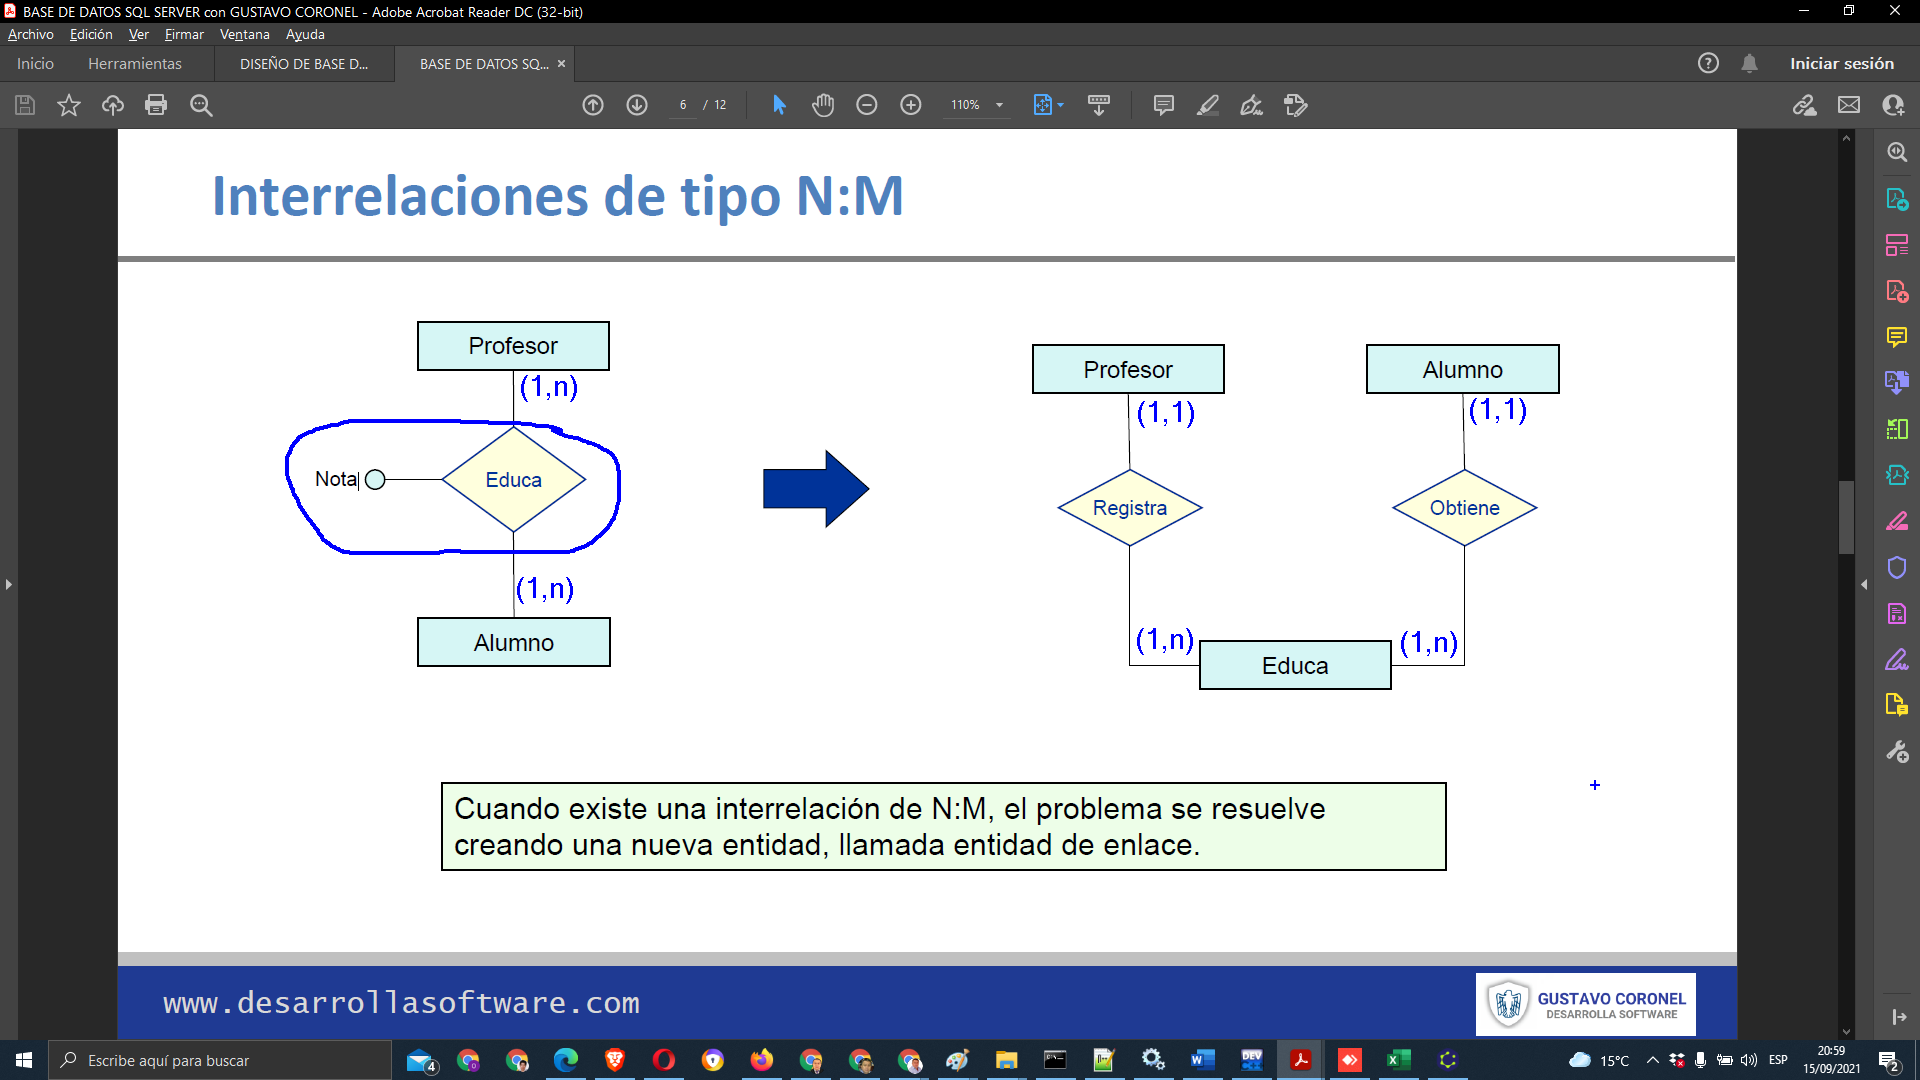 BASE DE DATOS SQL SERVER con GUSTAVO CORONEL - Adobe Acrobat Reader DC (32-bit)
Archivo Edición Ver Firmar Ventana Ayuda
Inicio Herramientas DISEÑO DE BASE D... BASE DE DATOS SQ... × Iniciar sesión
6 / 12 110%
Interrelaciones de tipo N:M
Profesor
(1,n)
Nota Educa
(1,n)
Alumno
Profesor Alumno
(1,1) (1,1)
Registra Obtiene
(1,n) (1,n)
Educa
Cuando existe una interrelación de N:M, el problema se resuelve
creando una nueva entidad, llamada entidad de enlace.
www.desarrollasoftware.com
GUSTAVO CORONEL
DESARROLLA SOFTWARE
Escribe aquí para buscar
4
DEV
15°C
ESP
20:59
15/09/2021
2